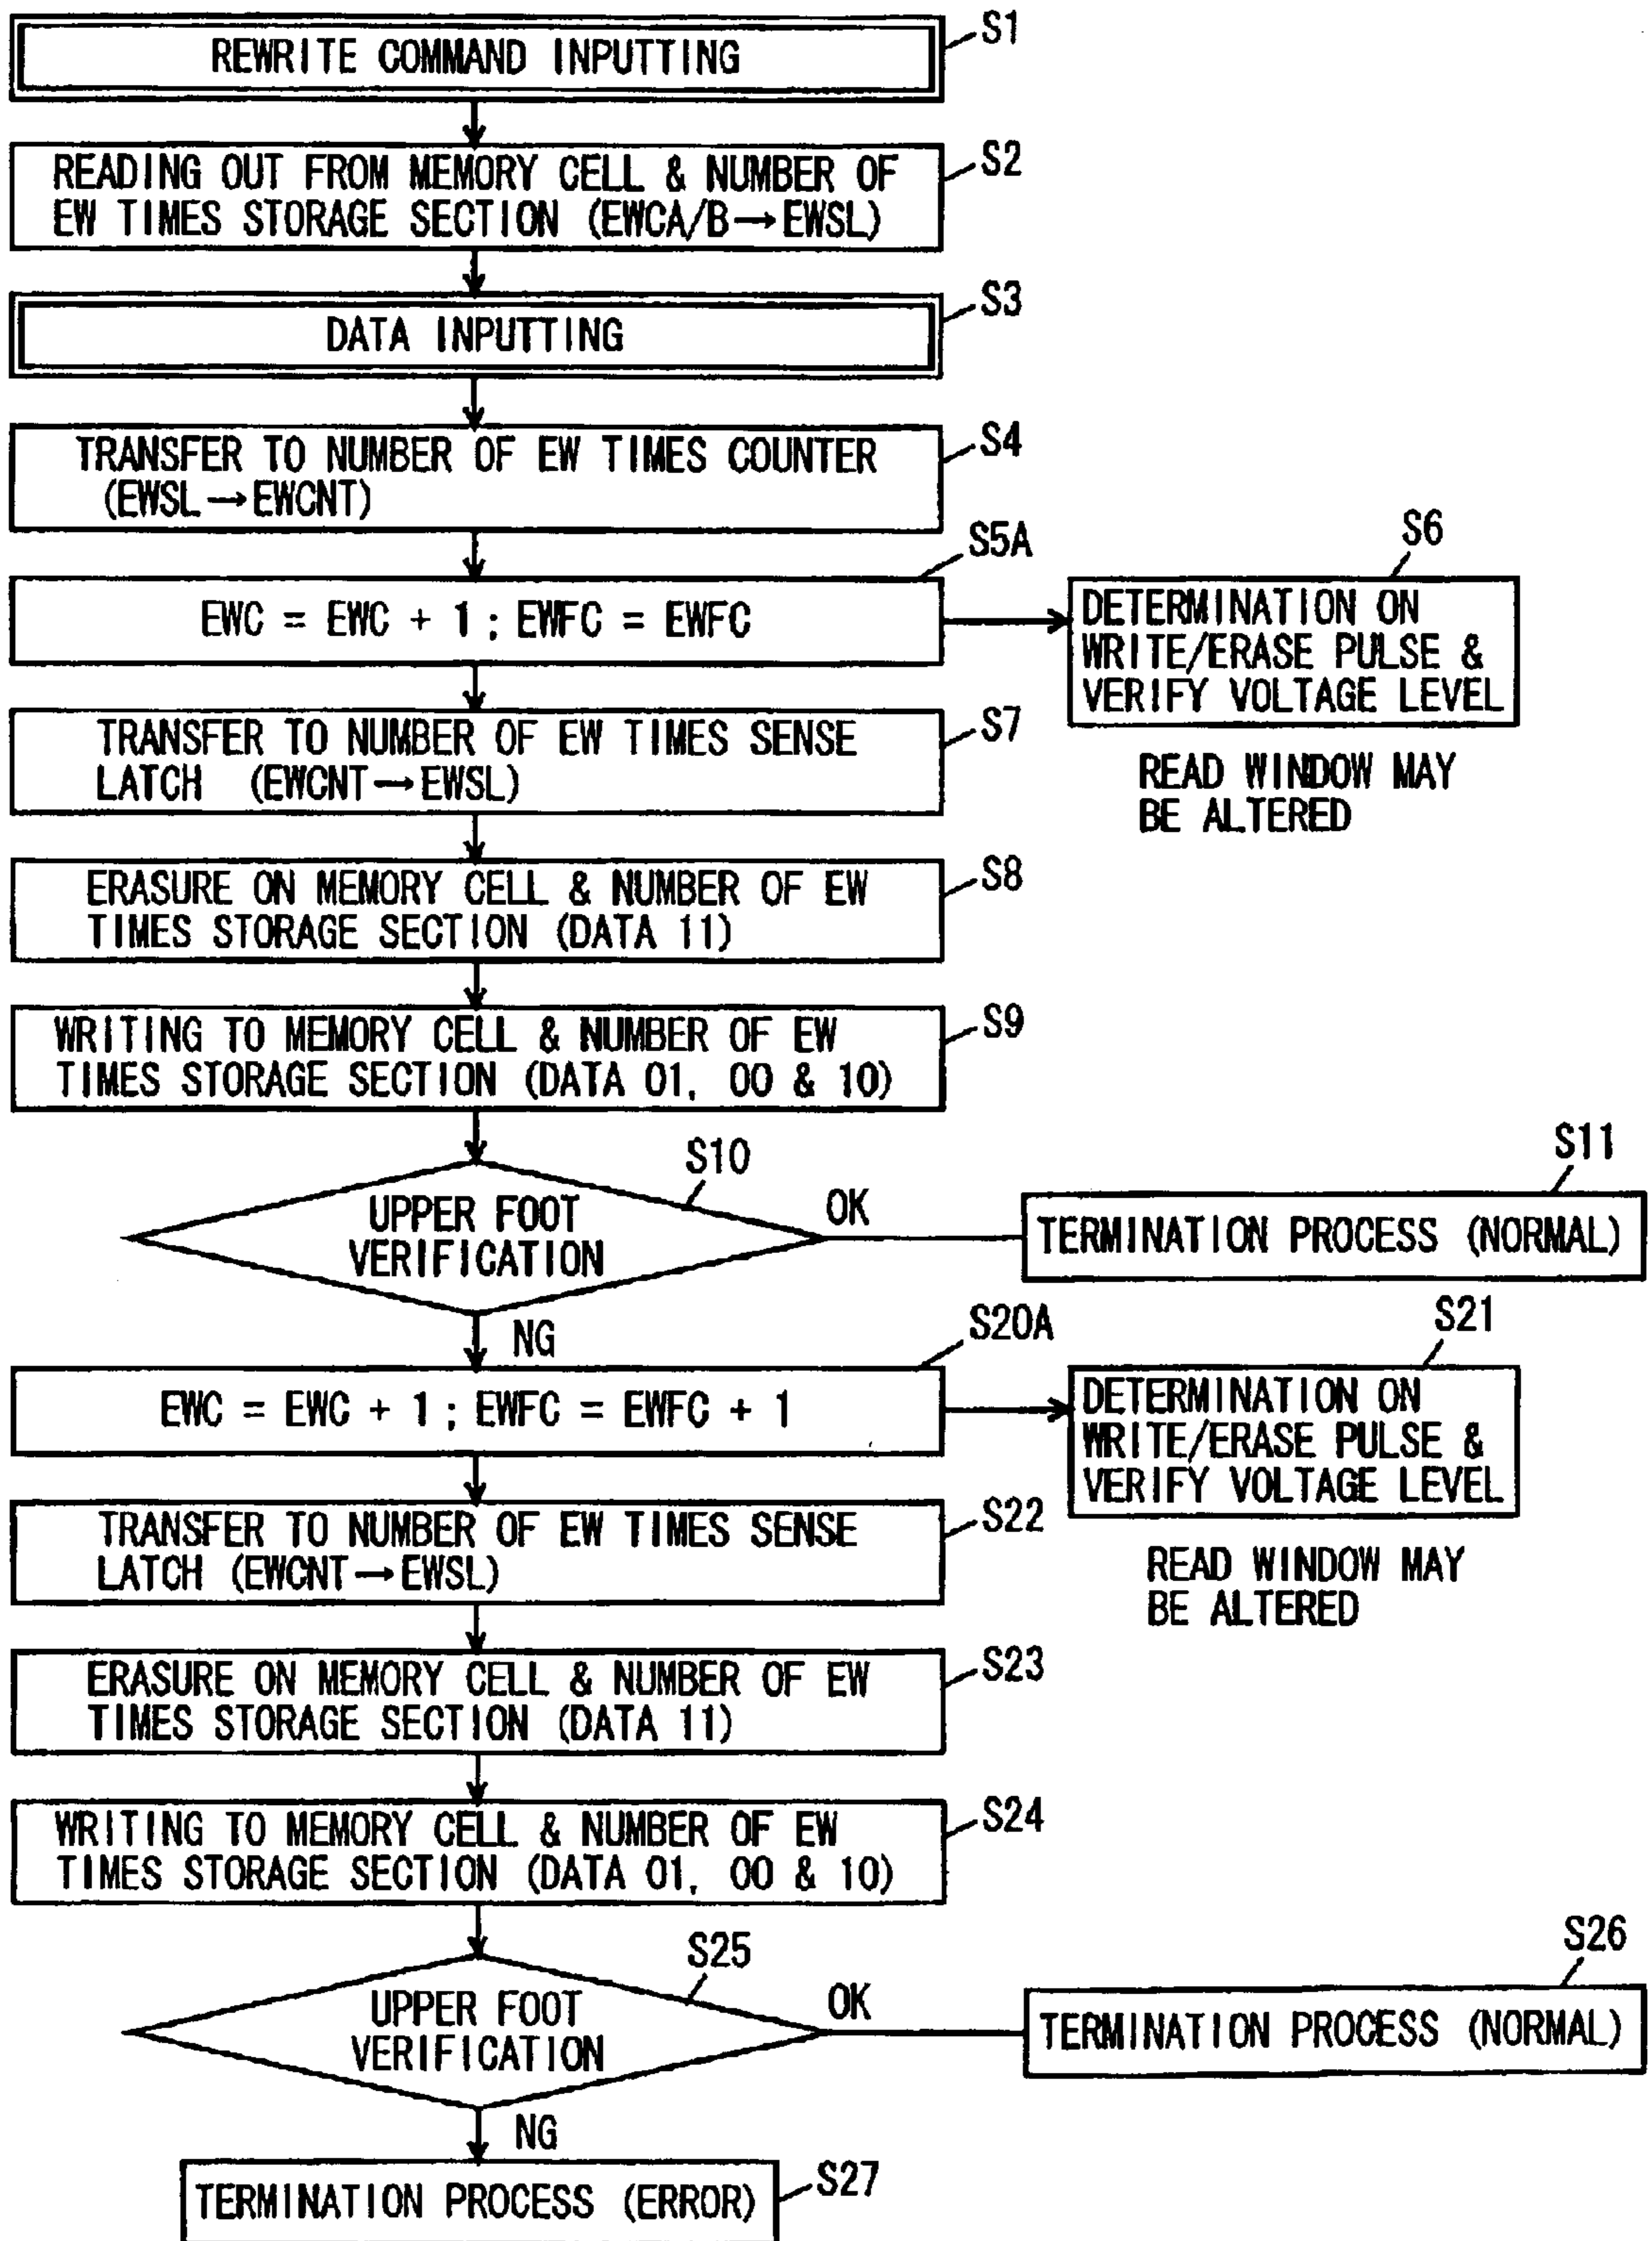 S1
REWRITE COMMAND INPUTTING
S2
READING OUT FROM MEMORY CELL & NUMBER OF
EW TIMES STORAGE SECTION (EWCA/B→EWSL)
S3
DATA INPUTTING
S4
TRANSFER TO NUMBER OF EW TIMES COUNTER
(EWSL→EWCNT)
S5A
EWC = EWC + 1 ; EWFC = EWFC
S6
DETERMINATION ON
WRITE/ERASE PULSE &
VERIFY VOLTAGE LEVEL
READ WINDOW MAY
BE ALTERED
S7
TRANSFER TO NUMBER OF EW TIMES SENSE
LATCH (EWCNT→EWSL)
S8
ERASURE ON MEMORY CELL & NUMBER OF EW
TIMES STORAGE SECTION (DATA 11)
S9
WRITING TO MEMORY CELL & NUMBER OF EW
TIMES STORAGE SECTION (DATA 01, 00 & 10)
S10
UPPER FOOT
VERIFICATION
OK
S11
TERMINATION PROCESS (NORMAL)
NG
S20A
EWC = EWC + 1 ; EWFC = EWFC + 1
S21
DETERMINATION ON
WRITE/ERASE PULSE &
VERIFY VOLTAGE LEVEL
READ WINDOW MAY
BE ALTERED
S22
TRANSFER TO NUMBER OF EW TIMES SENSE
LATCH (EWCNT→EWSL)
S23
ERASURE ON MEMORY CELL & NUMBER OF EW
TIMES STORAGE SECTION (DATA 11)
S24
WRITING TO MEMORY CELL & NUMBER OF EW
TIMES STORAGE SECTION (DATA 01, 00 & 10)
S25
UPPER FOOT
VERIFICATION
OK
S26
TERMINATION PROCESS (NORMAL)
NG
S27
TERMINATION PROCESS (ERROR)